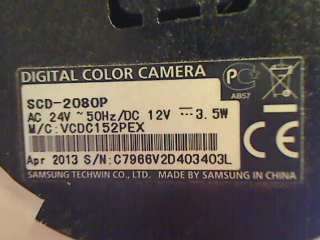 DIGITAL COLOR CAMERA
SCD-2080P
AC 24V ~ 50Hz/DC 12V ⎓ 3.5W
M/C:VCDC152PEX
Apr 2013 S/N:C7966V2D403403L
SAMSUNG TECHWIN CO., LTD. MADE BY SAMSUNG IN CHINA
АВ57